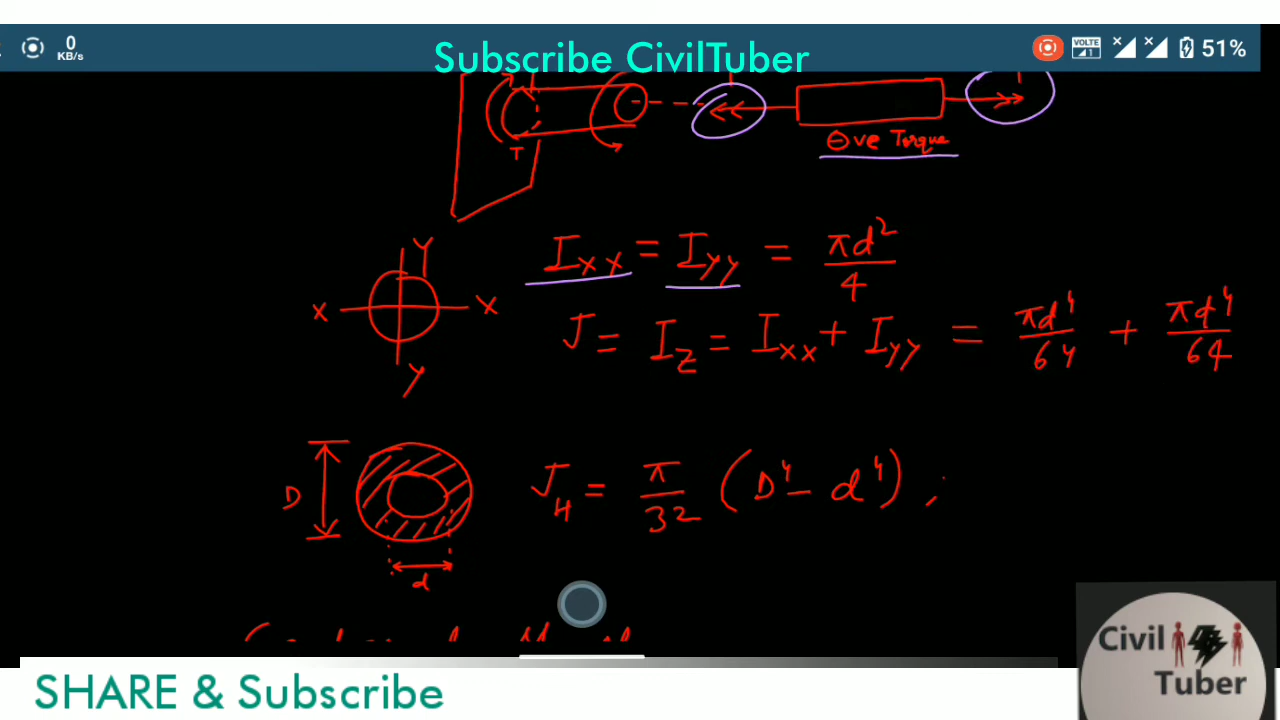 0
KB/s
Subscribe CivilTuber
VOLTE
51%
⊖ve Torque
T
Y
X X
Y
Ixx = Iyy = πd²/4
J = Iz = Ixx + Iyy = πd⁴/64 + πd⁴/64
D
d
J_H = π/32 (D⁴ - d⁴) ,
Civil
Tuber
SHARE & Subscribe